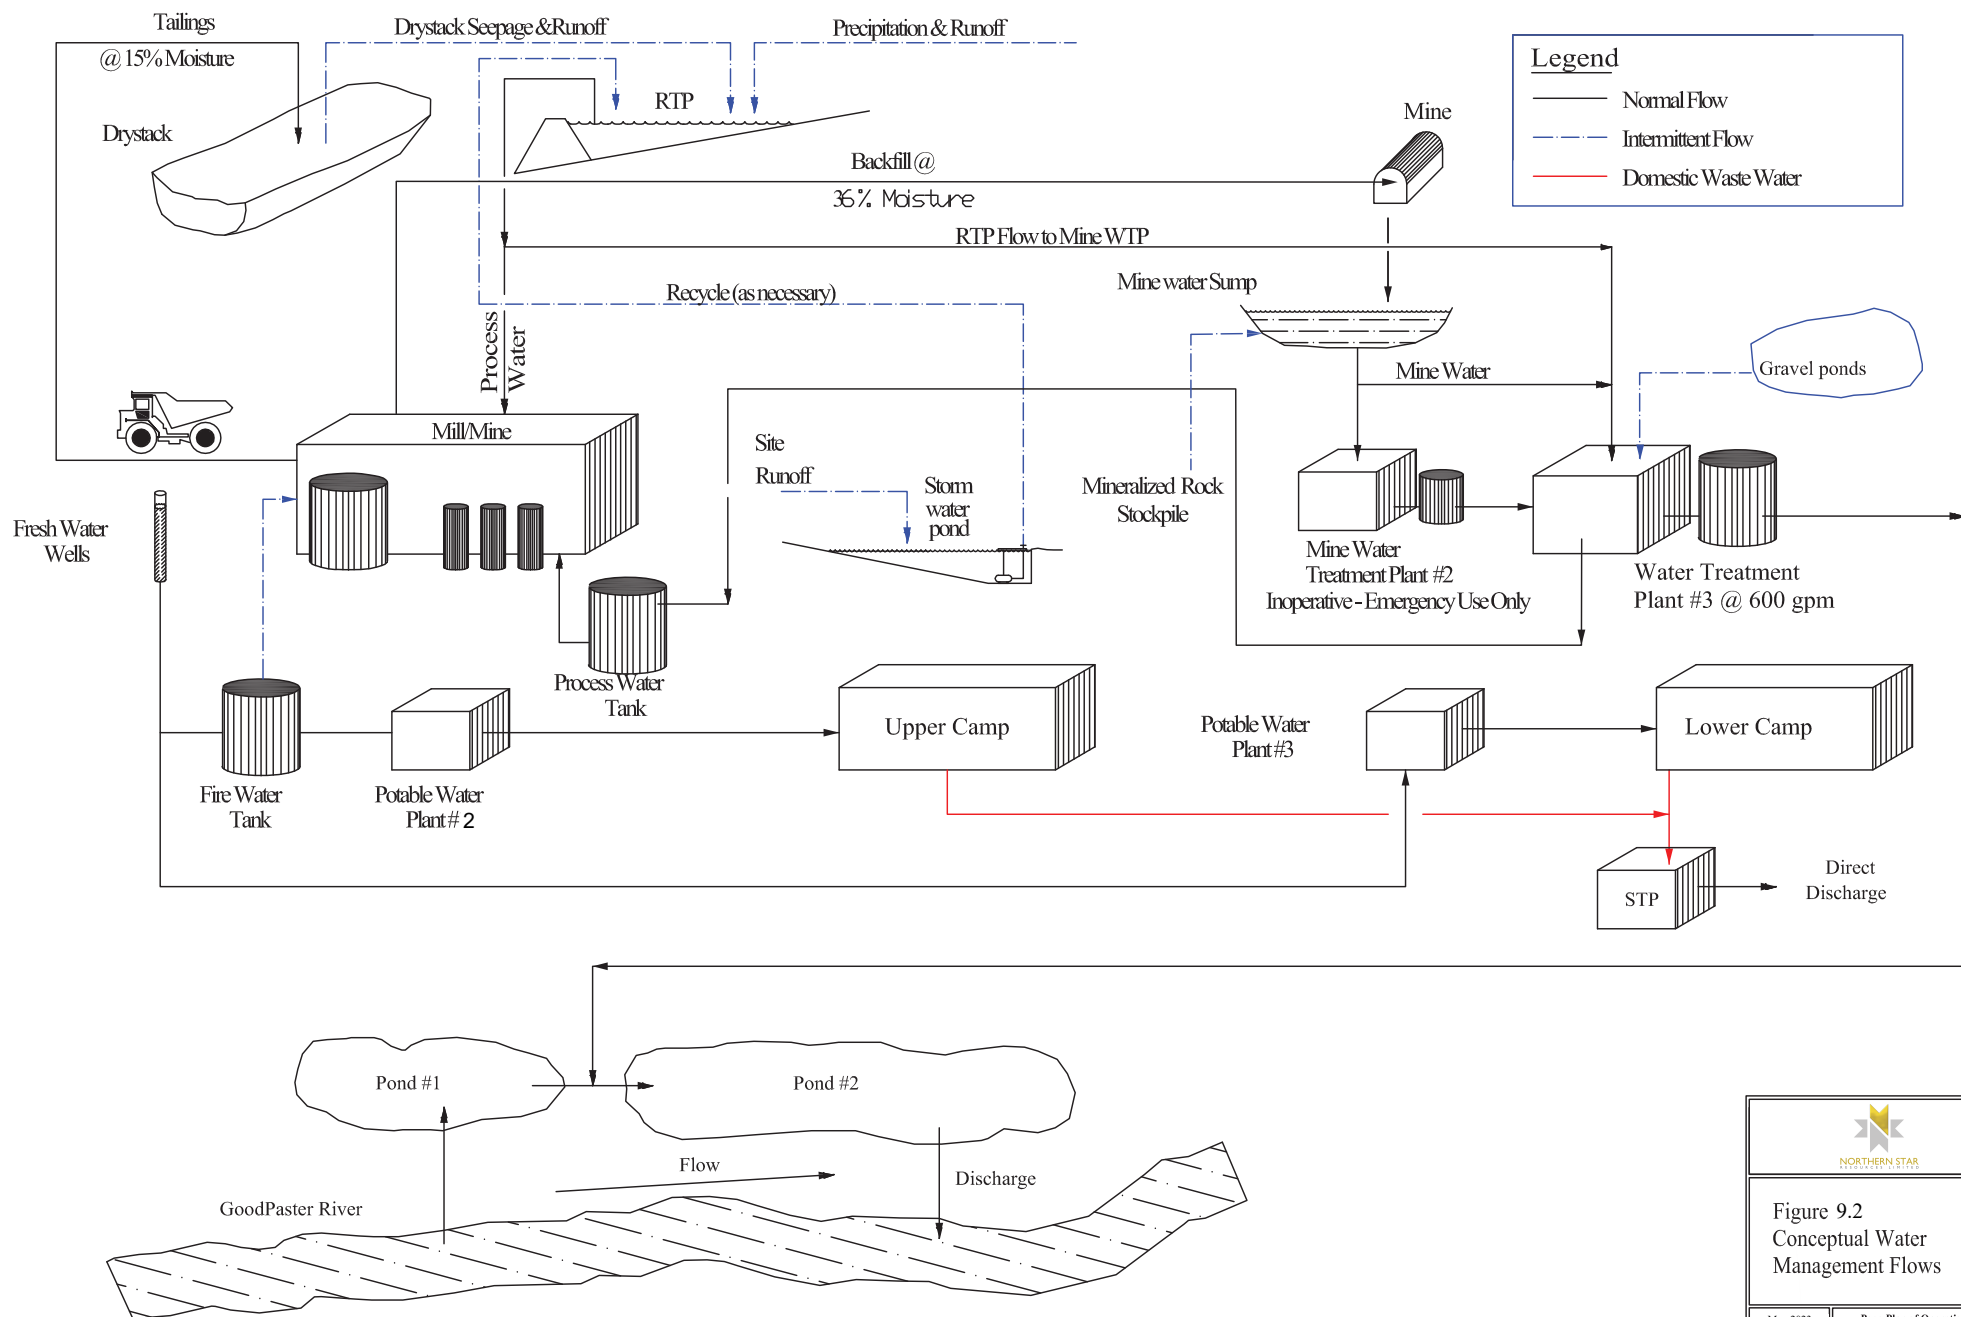 Tailings
@ 15% Moisture
Drystack Seepage & Runoff
Precipitation & Runoff
Drystack
RTP
Mine
Legend
Normal Flow
Intermittent Flow
Domestic Waste Water
Backfill @
36% Moisture
RTP Flow to Mine WTP
Recycle (as necessary)
Mine water Sump
Process
Water
Mine Water
Gravel ponds
Mill/Mine
Site
Runoff
Storm
water
pond
Mineralized Rock
Stockpile
Fresh Water
Wells
Mine Water
Treatment Plant #2
Inoperative - Emergency Use Only
Water Treatment
Plant #3 @ 600 gpm
Process Water
Tank
Upper Camp
Potable Water
Plant #3
Lower Camp
Fire Water
Tank
Potable Water
Plant # 2
STP
Direct
Discharge
Pond #1
Pond #2
Flow
Discharge
GoodPaster River
NORTHERN STAR
RESOURCES LIMITED
Figure 9.2
Conceptual Water
Management Flows